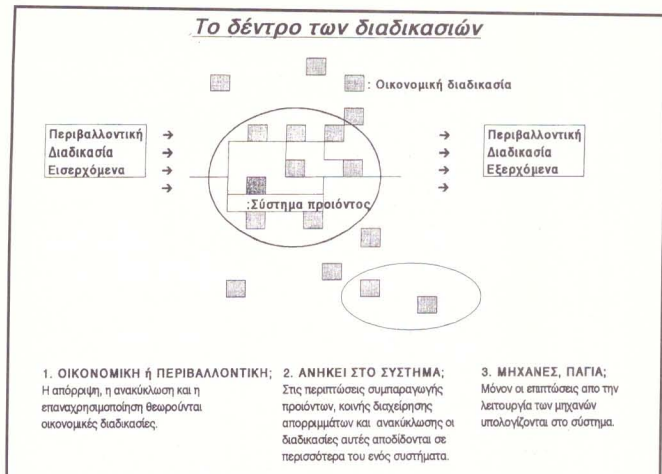 Το δέντρο των διαδικασιών
: Οικονομική διαδικασία
Περιβαλλοντική →
Διαδικασία →
Εισερχόμενα →
→
→ Περιβαλλοντική
→ Διαδικασία
→ Εξερχόμενα
→
:Σύστημα προιόντος
1. ΟΙΚΟΝΟΜΙΚΗ ή ΠΕΡΙΒΑΛΛΟΝΤΙΚΗ;
Η απόρριψη, η ανακύκλωση και η
επαναχρησιμοποίηση θεωρούνται
οικονομικές διαδικασίες.
2. ΑΝΗΚΕΙ ΣΤΟ ΣΥΣΤΗΜΑ;
Στις περιπτώσεις συμπαραγωγής
προιόντων, κοινής διαχείρησης
απορριμμάτων και ανακύκλωσης οι
διαδικασίες αυτές αποδίδονται σε
περισσότερα του ενός συστήματα.
3. ΜΗΧΑΝΕΣ, ΠΑΓΙΑ;
Μόνον οι επιπτώσεις απο την
λειτουργία των μηχανών
υπολογίζονται στο σύστημα.